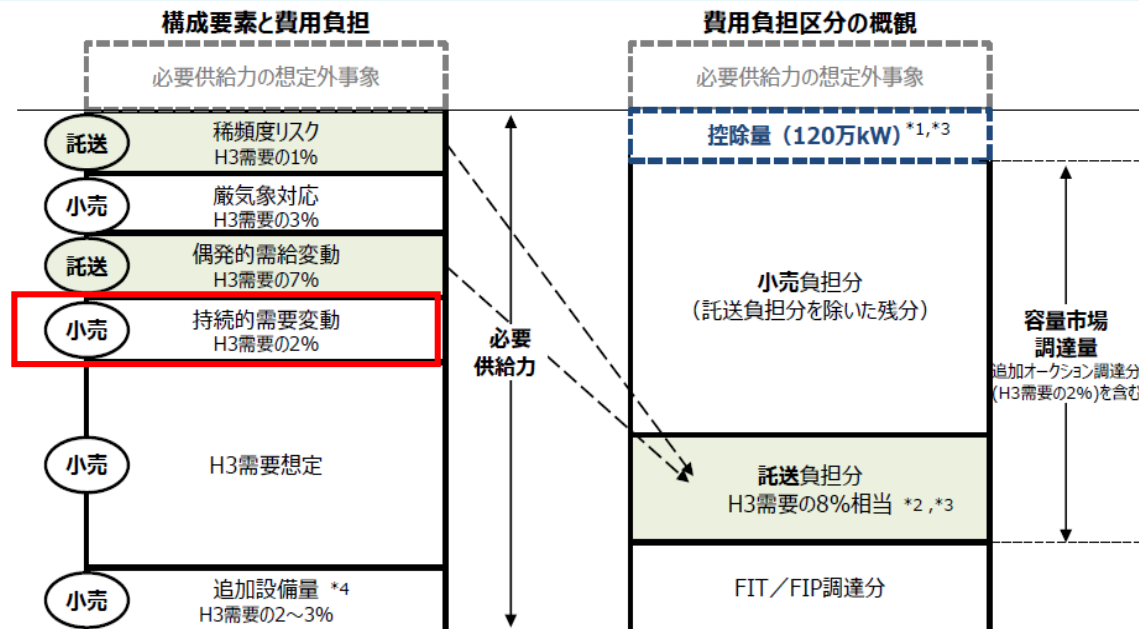 構成要素と費用負担
必要供給力の想定外事象
託送
稀頻度リスク
H3需要の1%
小売
厳気象対応
H3需要の3%
託送
偶発的需給変動
H3需要の7%
小売
持続的需要変動
H3需要の2%
小売
H3需要想定
小売
追加設備量 *4
H3需要の2～3%
必要
供給力
費用負担区分の概観
必要供給力の想定外事象
控除量（120万kW）*1,*3
小売負担分
（託送負担分を除いた残分）
託送負担分
H3需要の8%相当 *2 ,*3
FIT／FIP調達分
容量市場
調達量
追加オークション調達分
(H3需要の2%)を含む